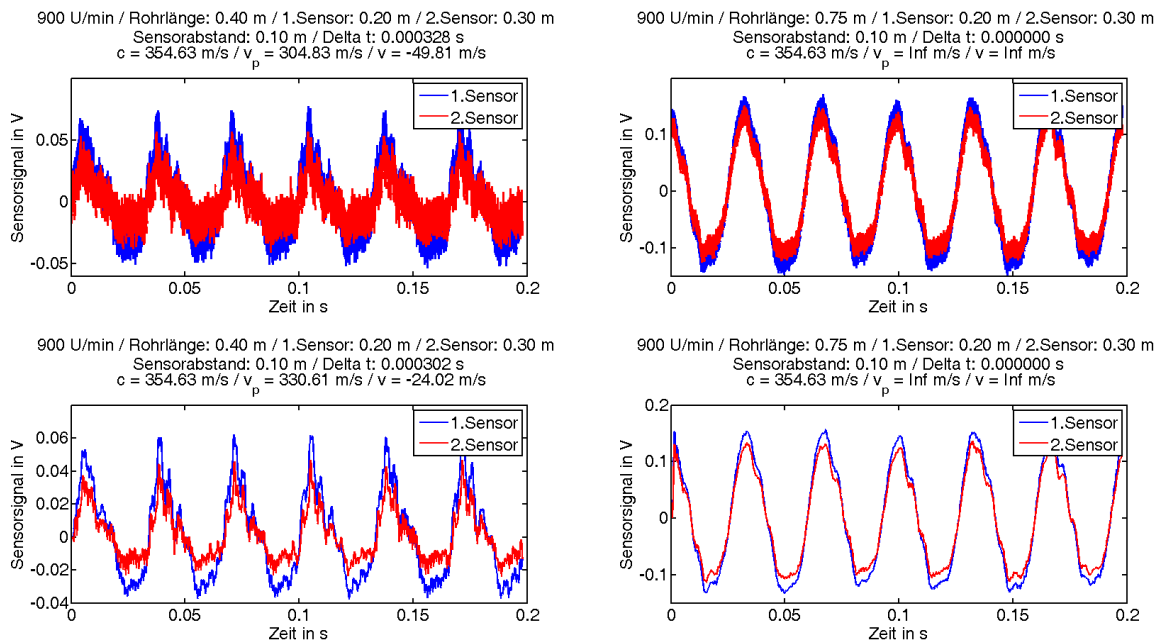 900 U/min / Rohrlänge: 0.40 m / 1.Sensor: 0.20 m / 2.Sensor: 0.30 m
Sensorabstand: 0.10 m / Delta t: 0.000328 s
c = 354.63 m/s / v_p = 304.83 m/s / v = -49.81 m/s
1.Sensor
2.Sensor
Sensorsignal in V
0.05
0
-0.05
0
0.05
0.1
0.15
0.2
Zeit in s
900 U/min / Rohrlänge: 0.75 m / 1.Sensor: 0.20 m / 2.Sensor: 0.30 m
Sensorabstand: 0.10 m / Delta t: 0.000000 s
c = 354.63 m/s / v_p = Inf m/s / v = Inf m/s
1.Sensor
2.Sensor
Sensorsignal in V
0.1
0
-0.1
0
0.05
0.1
0.15
0.2
Zeit in s
900 U/min / Rohrlänge: 0.40 m / 1.Sensor: 0.20 m / 2.Sensor: 0.30 m
Sensorabstand: 0.10 m / Delta t: 0.000302 s
c = 354.63 m/s / v_p = 330.61 m/s / v = -24.02 m/s
1.Sensor
2.Sensor
Sensorsignal in V
0.06
0.04
0.02
0
-0.02
-0.04
0
0.05
0.1
0.15
0.2
Zeit in s
900 U/min / Rohrlänge: 0.75 m / 1.Sensor: 0.20 m / 2.Sensor: 0.30 m
Sensorabstand: 0.10 m / Delta t: 0.000000 s
c = 354.63 m/s / v_p = Inf m/s / v = Inf m/s
1.Sensor
2.Sensor
Sensorsignal in V
0.2
0.1
0
-0.1
0
0.05
0.1
0.15
0.2
Zeit in s